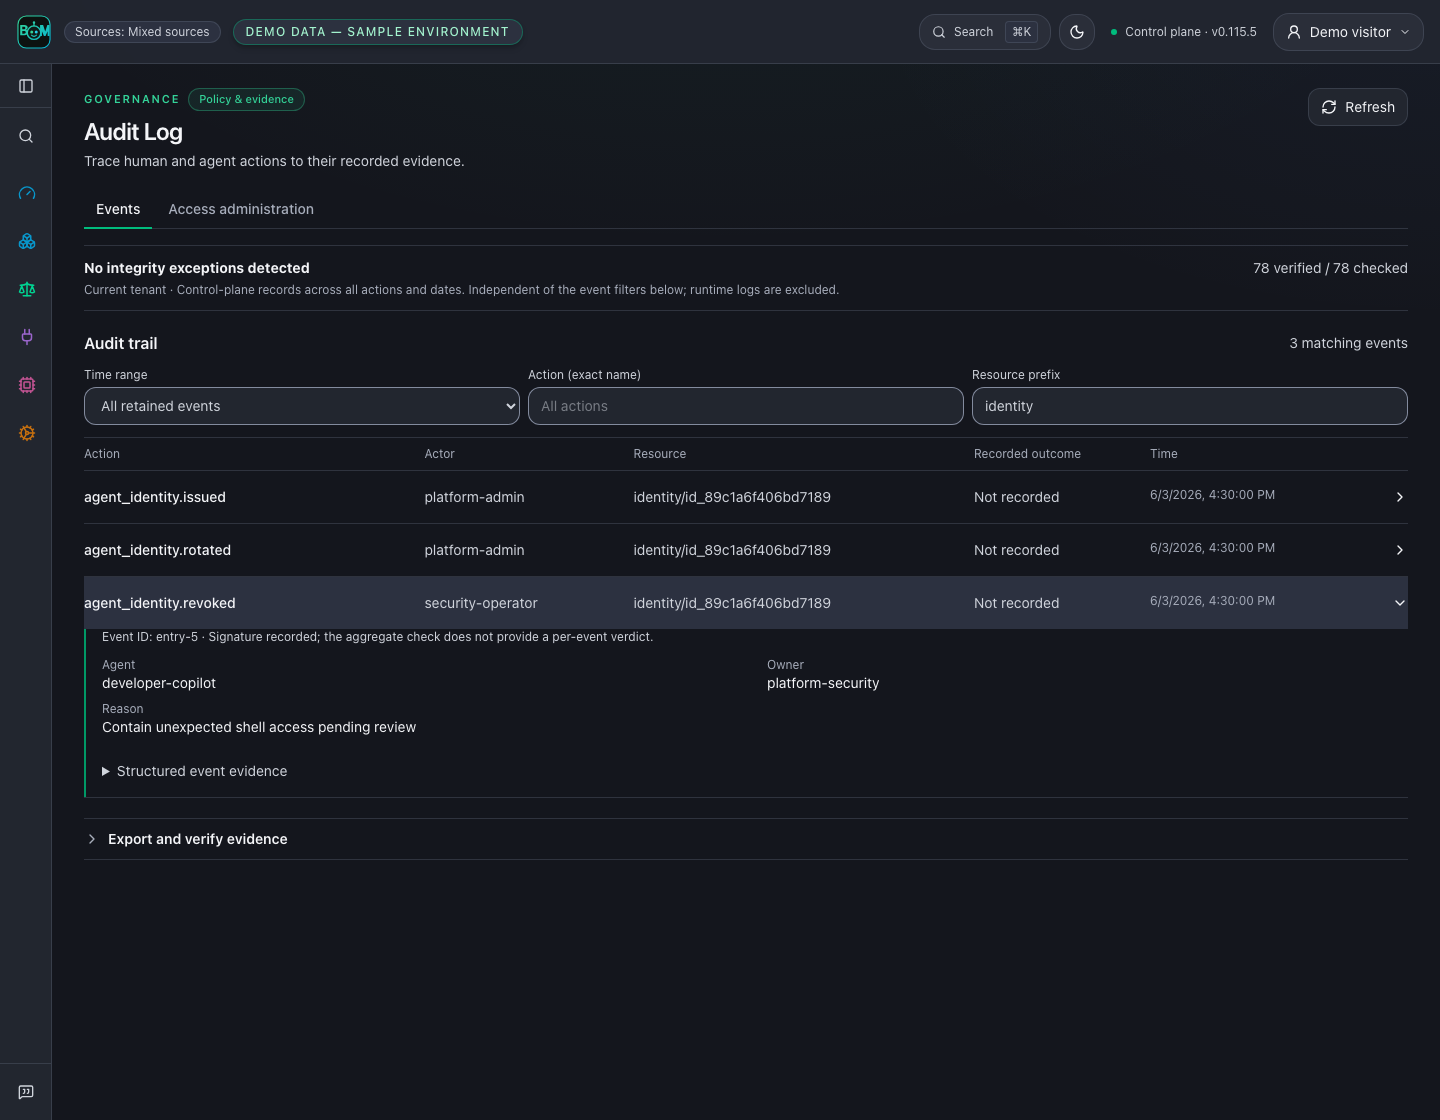 BOM
Sources: Mixed sources
DEMO DATA — SAMPLE ENVIRONMENT
Search ⌘K
Control plane · v0.115.5
Demo visitor
GOVERNANCE
Policy & evidence
Refresh
Audit Log
Trace human and agent actions to their recorded evidence.
Events Access administration
No integrity exceptions detected
78 verified / 78 checked
Current tenant · Control-plane records across all actions and dates. Independent of the event filters below; runtime logs are excluded.
Audit trail
3 matching events
Time range Action (exact name) Resource prefix
All retained events All actions identity
Action Actor Resource Recorded outcome Time
agent_identity.issued platform-admin identity/id_89c1a6f406bd7189 Not recorded 6/3/2026, 4:30:00 PM
agent_identity.rotated platform-admin identity/id_89c1a6f406bd7189 Not recorded 6/3/2026, 4:30:00 PM
agent_identity.revoked security-operator identity/id_89c1a6f406bd7189 Not recorded 6/3/2026, 4:30:00 PM
Event ID: entry-5 · Signature recorded; the aggregate check does not provide a per-event verdict.
Agent Owner
developer-copilot platform-security
Reason
Contain unexpected shell access pending review
Structured event evidence
Export and verify evidence